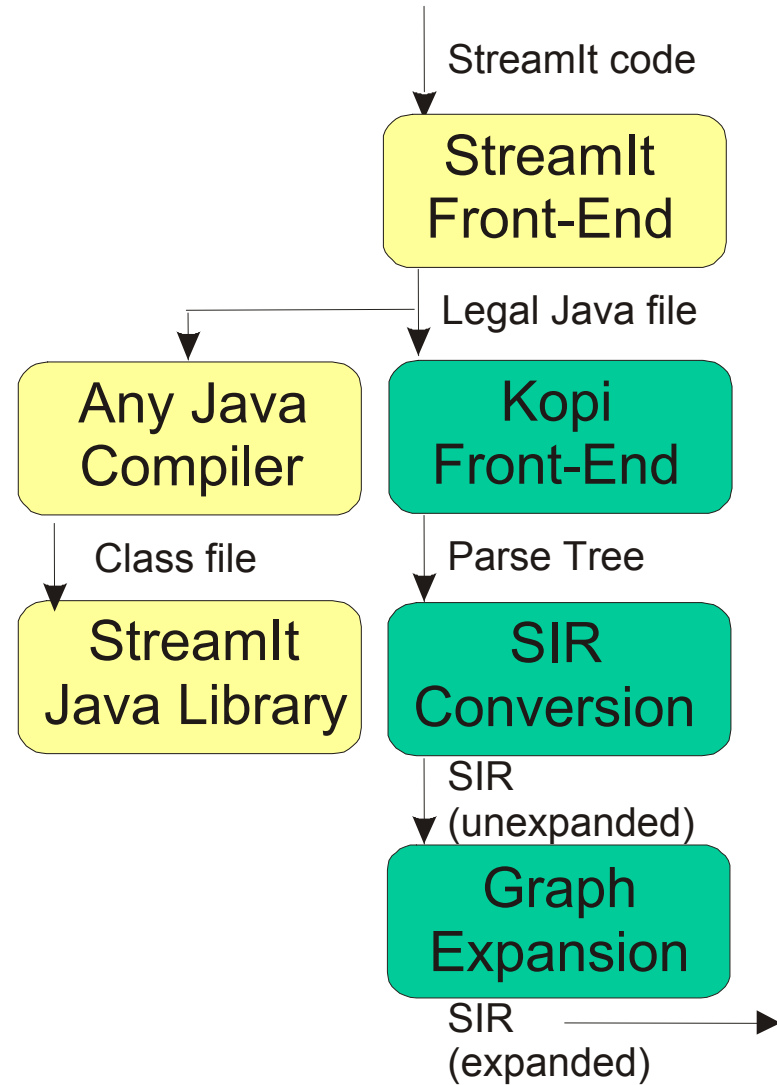 StreamIt code
StreamIt
Front-End
Legal Java file
Any Java
Compiler
Kopi
Front-End
Class file
Parse Tree
StreamIt
Java Library
SIR
Conversion
SIR
(unexpanded)
Graph
Expansion
SIR
(expanded)